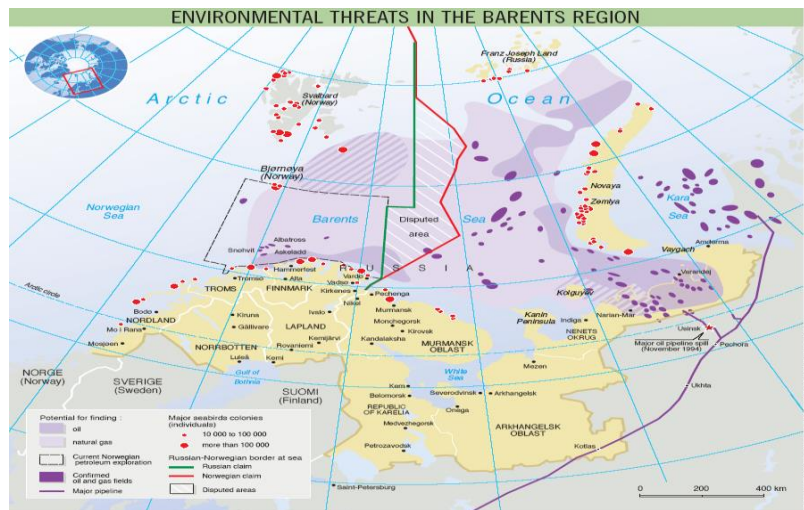 ENVIRONMENTAL THREATS IN THE BARENTS REGION
Franz Joseph Land
(Russia)
Arctic
Ocean
Svalbard
(Norway)
Bjørnøya
(Norway)
Novaya
Zemlya
Kara
Sea
Norwegian
Sea
Barents
Disputed
area
Sea
Albatross
Snøhvit
Askeladd
Vaygach
Amderma
R U S S I A
Hammerfest
Tromsø
Alta
Vardø
Vadsø
Varandej
Arctic circle
TROMS
FINNMARK
Kirkenes
Pechenga
Kolguyev
Nikel
Bodo
NORDLAND
Kiruna
Ivalo
Murmansk
Kanin
Peninsula
Indiga
Narian-Mar
Mo I Rana
Gällivare
LAPLAND
Monchegorsk
Kirovsk
NENETS
OKRUG
Usinsk
Mosjoen
NORRBOTTEN
Kemijärvi
Kandalakshe
MURMANSK
OBLAST
Major oil pipeline spill
(November 1994)
Pechora
Rovaniemi
Luleå
Kemi
Mezen
NORGE
(Norway)
SVERIGE
(Sweden)
Gulf of
Bothnia
SUOMI
(Finland)
White
Sea
Kem
Belomorsk
Severodvinsk
Arkhangelsk
Ukhta
REPUBLIC
OF KARELIA
Onega
Medvezhegorsk
ARKHANGELSK
OBLAST
Petrozavodsk
Kotlas
Saint-Petersburg
Potential for finding :
oil
natural gas
Current Norwegian
petroleum exploration
Confirmed
oil and gas fields
Major pipeline
Major seabirds colonies
(individuals)
10 000 to 100 000
more than 100 000
Russian-Norwegian border at sea
Russian claim
Norwegian claim
Disputed areas
0 400 km